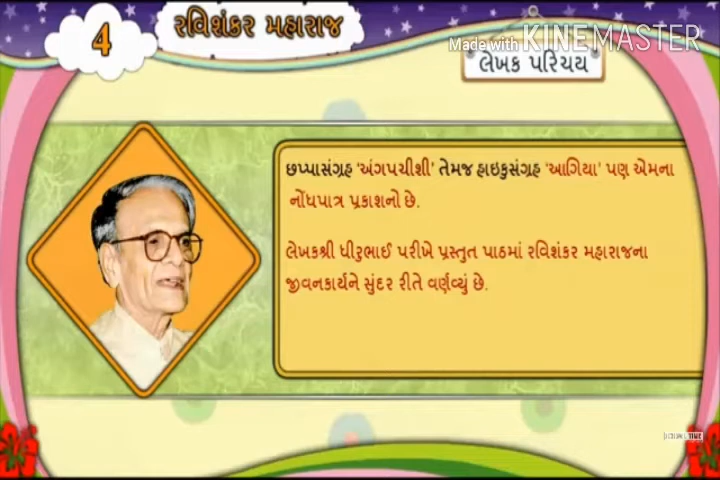 4
રવિશંકર મહારાજ
Made with KINEMASTER
લેખક પરિચય
છપ્પાસંગ્રહ ‘અંગપચીશી’ તેમજ હાઇકુસંગ્રહ ‘આગિયા’ પણ એમના
નોંધપાત્ર પ્રકાશનો છે.
લેખકશ્રી ધીરુભાઈ પરીખે પ્રસ્તુત પાઠમાં રવિશંકર મહારાજના
જીવનકાર્યને સુંદર રીતે વર્ણવ્યું છે.